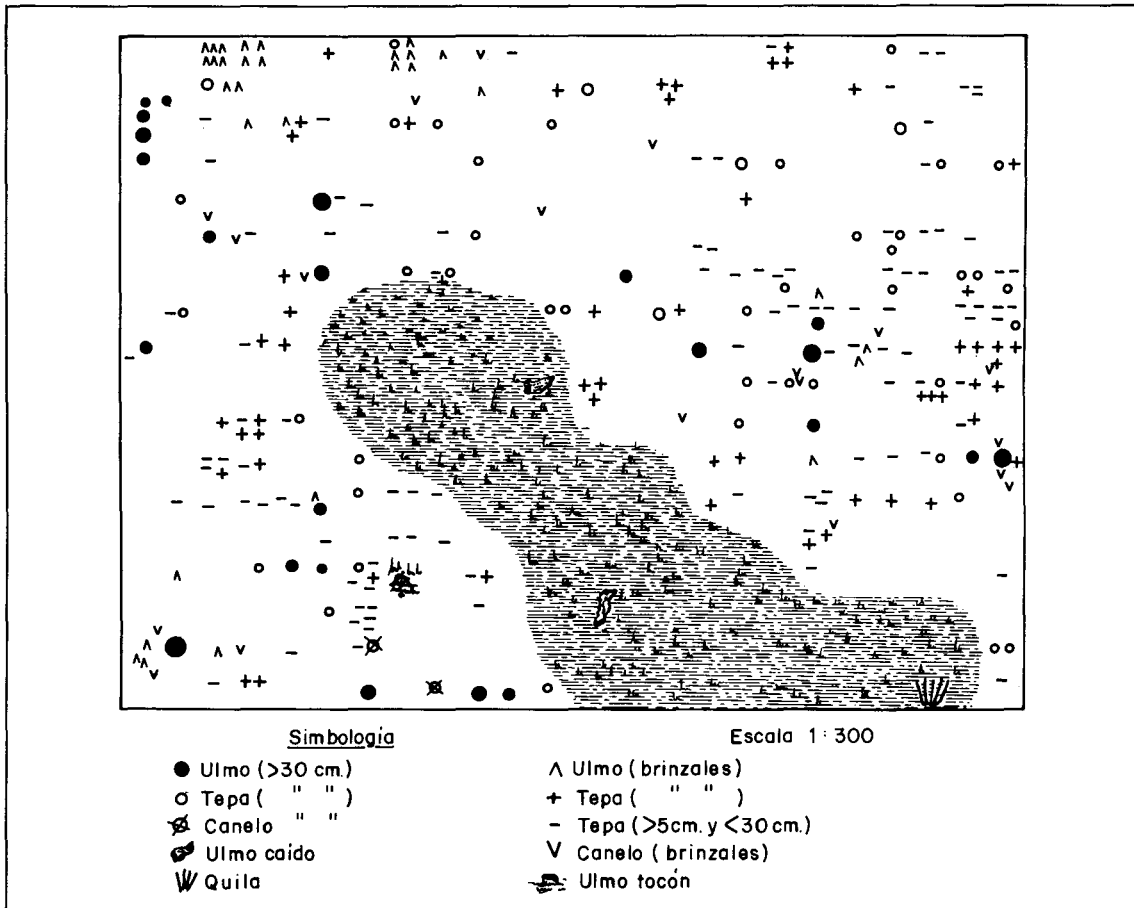 Simbología
Escala 1:300
Ulmo (>30 cm.)
Tepa ( " " )
Canelo " "
Ulmo caído
Quila
Ulmo (brinzales)
Tepa ( " " )
Tepa (>5cm. y <30 cm.)
Canelo (brinzales)
Ulmo tocón